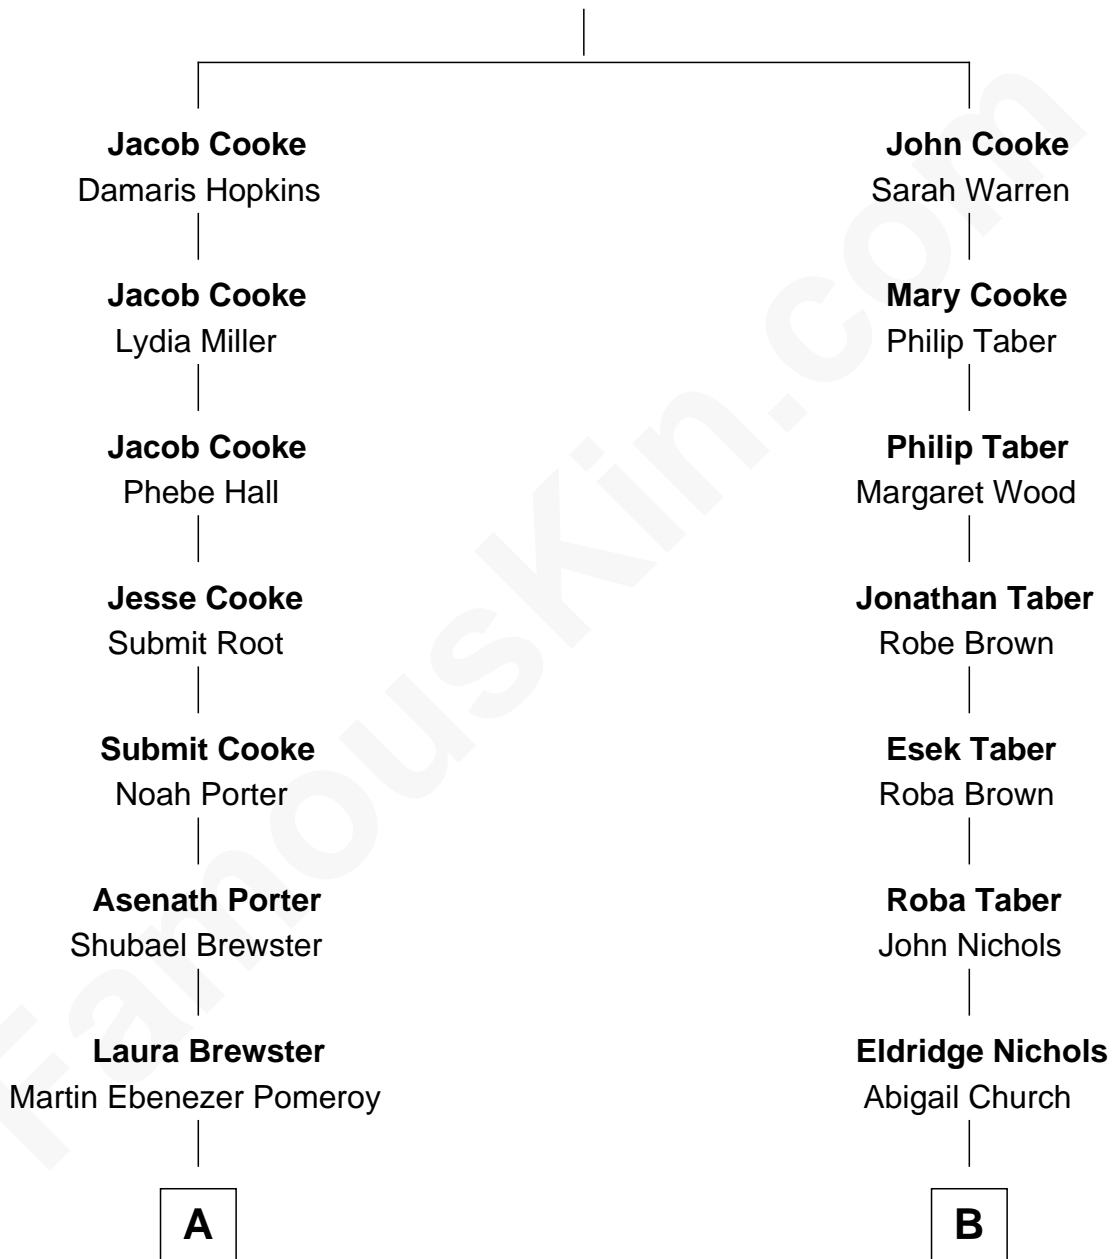 Jacob Cooke
Damaris Hopkins
Jacob Cooke
Lydia Miller
Jacob Cooke
Phebe Hall
Jesse Cooke
Submit Root
Submit Cooke
Noah Porter
Asenath Porter
Shubael Brewster
Laura Brewster
Martin Ebenezer Pomeroy
A
John Cooke
Sarah Warren
Mary Cooke
Philip Taber
Philip Taber
Margaret Wood
Jonathan Taber
Robe Brown
Esek Taber
Roba Brown
Roba Taber
John Nichols
Eldridge Nichols
Abigail Church
B
FamousKin.com